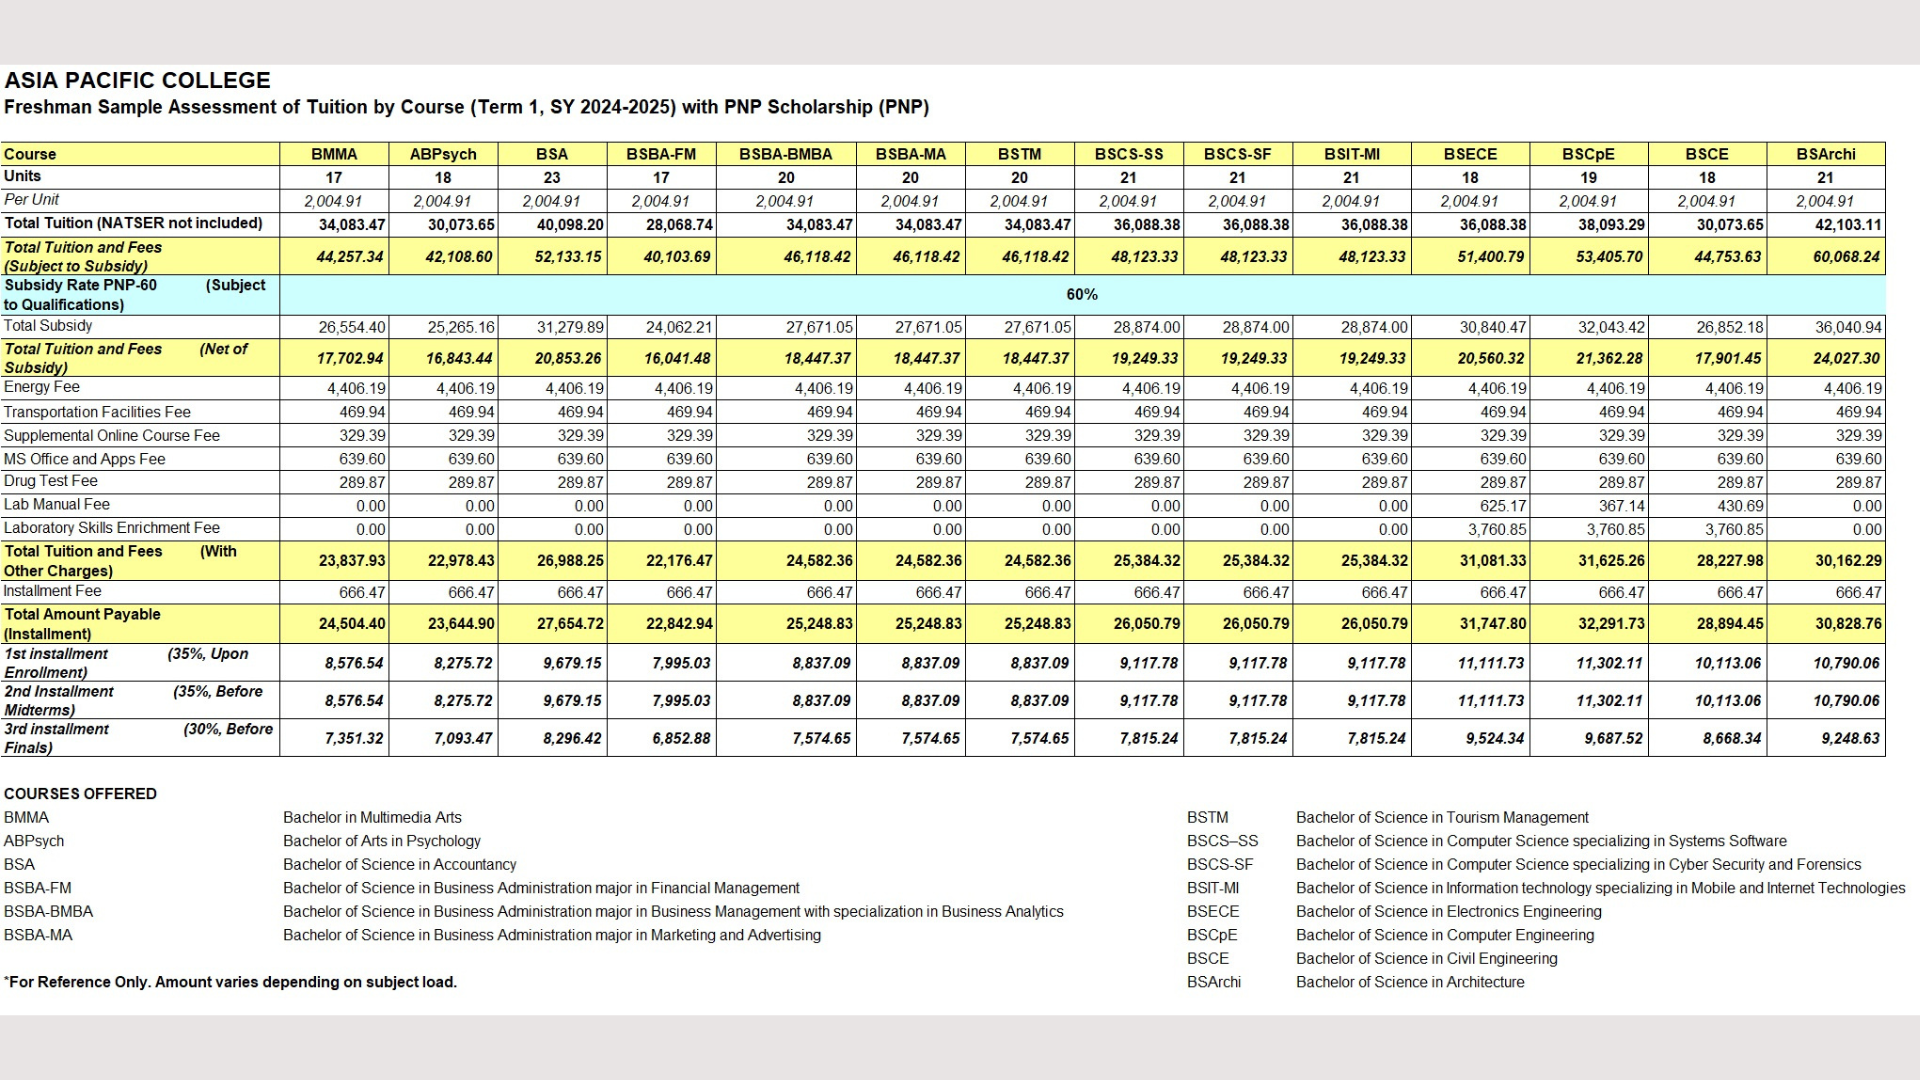 ASIA PACIFIC COLLEGE
Freshman Sample Assessment of Tuition by Course (Term 1, SY 2024-2025) with PNP Scholarship (PNP)
Course BMMA ABPsych BSA BSBA-FM BSBA-BMBA BSBA-MA BSTM BSCS-SS BSCS-SF BSIT-MI BSECE BSCpE BSCE BSArchi
Units 17 18 23 17 20 20 20 21 21 21 18 19 18 21
Per Unit 2,004.91 2,004.91 2,004.91 2,004.91 2,004.91 2,004.91 2,004.91 2,004.91 2,004.91 2,004.91 2,004.91 2,004.91 2,004.91 2,004.91
Total Tuition (NATSER not included) 34,083.47 30,073.65 40,098.20 28,068.74 34,083.47 34,083.47 34,083.47 36,088.38 36,088.38 36,088.38 36,088.38 38,093.29 30,073.65 42,103.11
Total Tuition and Fees
(Subject to Subsidy) 44,257.34 42,108.60 52,133.15 40,103.69 46,118.42 46,118.42 46,118.42 48,123.33 48,123.33 48,123.33 51,400.79 53,405.70 44,753.63 60,068.24
Subsidy Rate PNP-60 (Subject
to Qualifications) 60%
Total Subsidy 26,554.40 25,265.16 31,279.89 24,062.21 27,671.05 27,671.05 27,671.05 28,874.00 28,874.00 28,874.00 30,840.47 32,043.42 26,852.18 36,040.94
Total Tuition and Fees (Net of
Subsidy) 17,702.94 16,843.44 20,853.26 16,041.48 18,447.37 18,447.37 18,447.37 19,249.33 19,249.33 19,249.33 20,560.32 21,362.28 17,901.45 24,027.30
Energy Fee 4,406.19 4,406.19 4,406.19 4,406.19 4,406.19 4,406.19 4,406.19 4,406.19 4,406.19 4,406.19 4,406.19 4,406.19 4,406.19 4,406.19
Transportation Facilities Fee 469.94 469.94 469.94 469.94 469.94 469.94 469.94 469.94 469.94 469.94 469.94 469.94 469.94 469.94
Supplemental Online Course Fee 329.39 329.39 329.39 329.39 329.39 329.39 329.39 329.39 329.39 329.39 329.39 329.39 329.39 329.39
MS Office and Apps Fee 639.60 639.60 639.60 639.60 639.60 639.60 639.60 639.60 639.60 639.60 639.60 639.60 639.60 639.60
Drug Test Fee 289.87 289.87 289.87 289.87 289.87 289.87 289.87 289.87 289.87 289.87 289.87 289.87 289.87 289.87
Lab Manual Fee 0.00 0.00 0.00 0.00 0.00 0.00 0.00 0.00 0.00 0.00 625.17 367.14 430.69 0.00
Laboratory Skills Enrichment Fee 0.00 0.00 0.00 0.00 0.00 0.00 0.00 0.00 0.00 0.00 3,760.85 3,760.85 3,760.85 0.00
Total Tuition and Fees (With
Other Charges) 23,837.93 22,978.43 26,988.25 22,176.47 24,582.36 24,582.36 24,582.36 25,384.32 25,384.32 25,384.32 31,081.33 31,625.26 28,227.98 30,162.29
Installment Fee 666.47 666.47 666.47 666.47 666.47 666.47 666.47 666.47 666.47 666.47 666.47 666.47 666.47 666.47
Total Amount Payable
(Installment) 24,504.40 23,644.90 27,654.72 22,842.94 25,248.83 25,248.83 25,248.83 26,050.79 26,050.79 26,050.79 31,747.80 32,291.73 28,894.45 30,828.76
1st installment (35%, Upon
Enrollment) 8,576.54 8,275.72 9,679.15 7,995.03 8,837.09 8,837.09 8,837.09 9,117.78 9,117.78 9,117.78 11,111.73 11,302.11 10,113.06 10,790.06
2nd Installment (35%, Before
Midterms) 8,576.54 8,275.72 9,679.15 7,995.03 8,837.09 8,837.09 8,837.09 9,117.78 9,117.78 9,117.78 11,111.73 11,302.11 10,113.06 10,790.06
3rd installment (30%, Before
Finals) 7,351.32 7,093.47 8,296.42 6,852.88 7,574.65 7,574.65 7,574.65 7,815.24 7,815.24 7,815.24 9,524.34 9,687.52 8,668.34 9,248.63
COURSES OFFERED
BMMA Bachelor in Multimedia Arts
ABPsych Bachelor of Arts in Psychology
BSA Bachelor of Science in Accountancy
BSBA-FM Bachelor of Science in Business Administration major in Financial Management
BSBA-BMBA Bachelor of Science in Business Administration major in Business Management with specialization in Business Analytics
BSBA-MA Bachelor of Science in Business Administration major in Marketing and Advertising
*For Reference Only. Amount varies depending on subject load.
BSTM Bachelor of Science in Tourism Management
BSCS–SS Bachelor of Science in Computer Science specializing in Systems Software
BSCS-SF Bachelor of Science in Computer Science specializing in Cyber Security and Forensics
BSIT-MI Bachelor of Science in Information technology specializing in Mobile and Internet Technologies
BSECE Bachelor of Science in Electronics Engineering
BSCpE Bachelor of Science in Computer Engineering
BSCE Bachelor of Science in Civil Engineering
BSArchi Bachelor of Science in Architecture